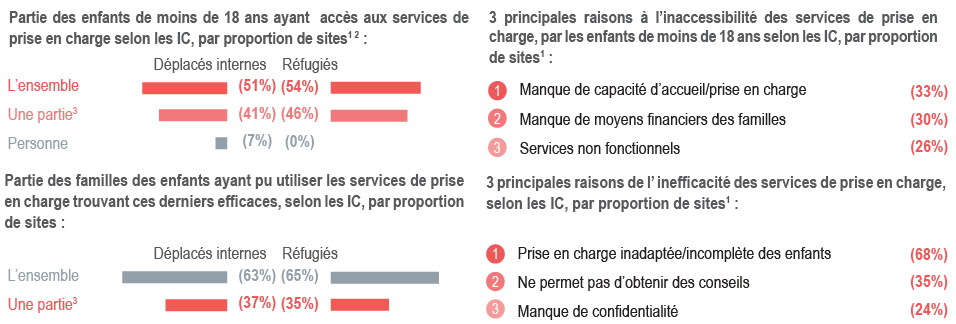 Partie des enfants de moins de 18 ans ayant accès aux services de
prise en charge selon les IC, par proportion de sites¹ ² :
Déplacés internes Réfugiés
L'ensemble (51%) (54%)
Une partie³ (41%) (46%)
Personne (7%) (0%)
Partie des familles des enfants ayant pu utiliser les services de prise
en charge trouvant ces derniers efficaces, selon les IC, par proportion
de sites :
Déplacés internes Réfugiés
L'ensemble (63%) (65%)
Une partie³ (37%) (35%)
3 principales raisons à l'inaccessibilité des services de prise en
charge, par les enfants de moins de 18 ans selon les IC, par proportion
de sites¹ :
1 Manque de capacité d'accueil/prise en charge (33%)
2 Manque de moyens financiers des familles (30%)
3 Services non fonctionnels (26%)
3 principales raisons de l' inefficacité des services de prise en charge,
selon les IC, par proportion de sites¹ :
1 Prise en charge inadaptée/incomplète des enfants (68%)
2 Ne permet pas d'obtenir des conseils (35%)
3 Manque de confidentialité (24%)